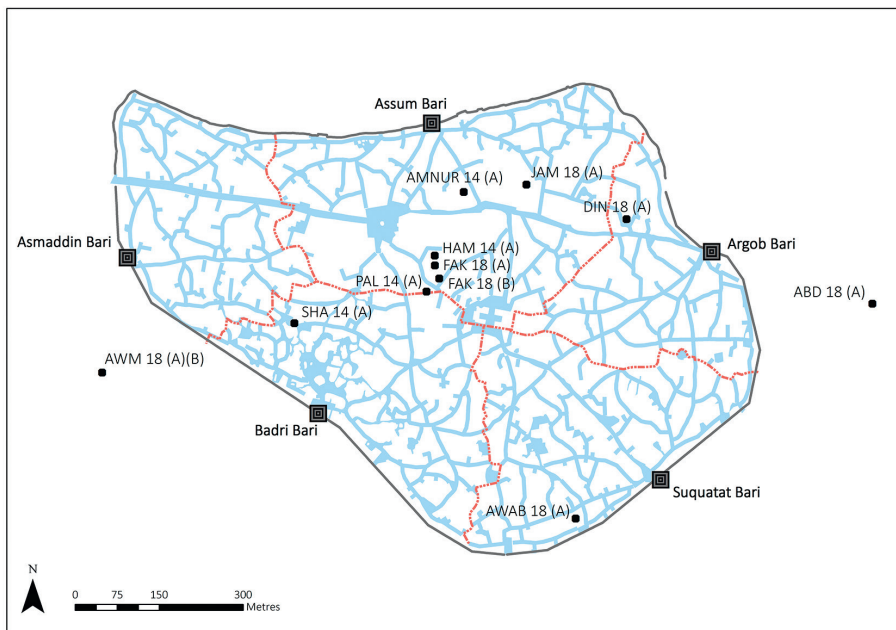 Assum Bari
AMNUR 14 (A)
JAM 18 (A)
DIN 18 (A)
Asmaddin Bari
HAM 14 (A)
FAK 18 (A)
Argob Bari
PAL 14 (A)
FAK 18 (B)
ABD 18 (A)
SHA 14 (A)
AWM 18 (A)(B)
Badri Bari
Suquatat Bari
AWAB 18 (A)
N
0 75 150 300
Metres